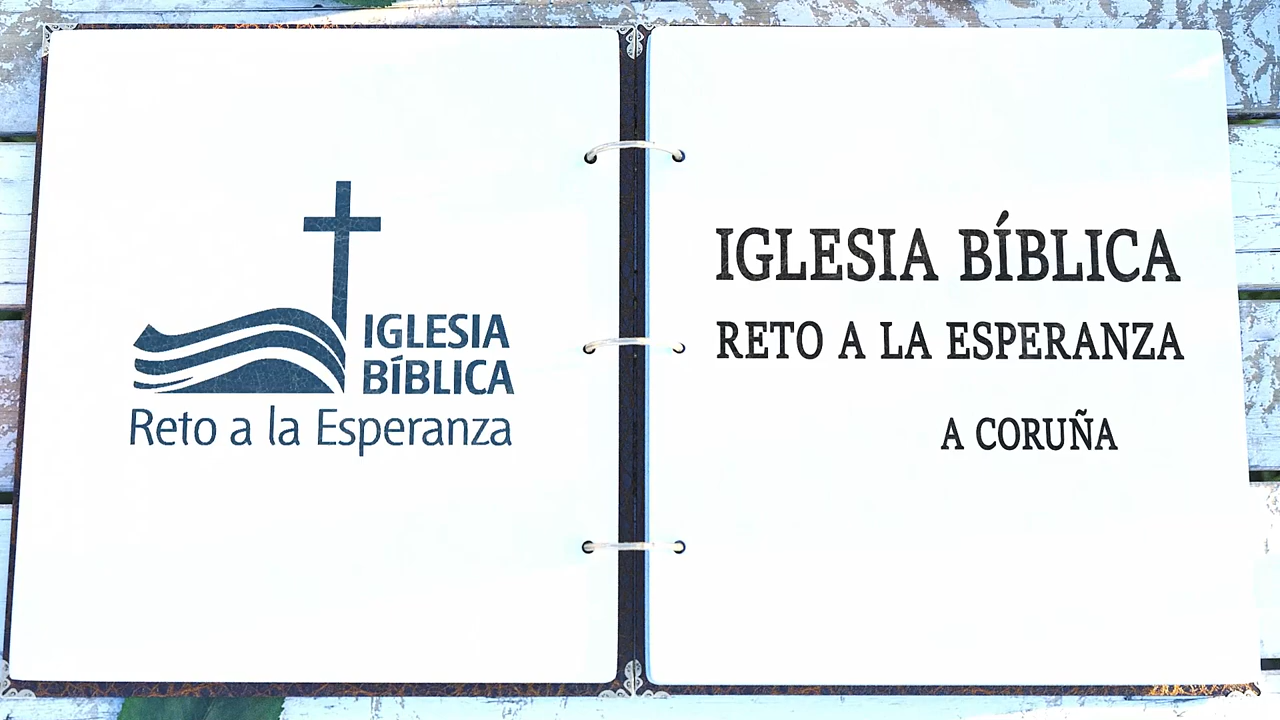 IGLESIA
BÍBLICA
Reto a la Esperanza
IGLESIA BÍBLICA
RETO A LA ESPERANZA
A CORUÑA